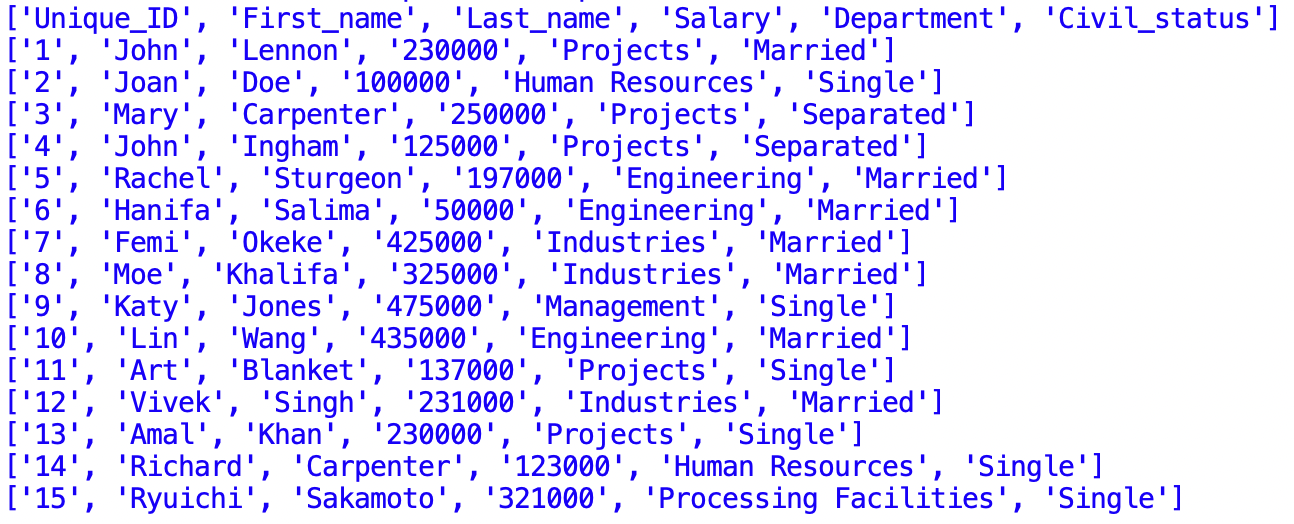 ['Unique_ID', 'First_name', 'Last_name', 'Salary', 'Department', 'Civil_status']
['1', 'John', 'Lennon', '230000', 'Projects', 'Married']
['2', 'Joan', 'Doe', '100000', 'Human Resources', 'Single']
['3', 'Mary', 'Carpenter', '250000', 'Projects', 'Separated']
['4', 'John', 'Ingham', '125000', 'Projects', 'Separated']
['5', 'Rachel', 'Sturgeon', '197000', 'Engineering', 'Married']
['6', 'Hanifa', 'Salima', '50000', 'Engineering', 'Married']
['7', 'Femi', 'Okeke', '425000', 'Industries', 'Married']
['8', 'Moe', 'Khalifa', '325000', 'Industries', 'Married']
['9', 'Katy', 'Jones', '475000', 'Management', 'Single']
['10', 'Lin', 'Wang', '435000', 'Engineering', 'Married']
['11', 'Art', 'Blanket', '137000', 'Projects', 'Single']
['12', 'Vivek', 'Singh', '231000', 'Industries', 'Married']
['13', 'Amal', 'Khan', '230000', 'Projects', 'Single']
['14', 'Richard', 'Carpenter', '123000', 'Human Resources', 'Single']
['15', 'Ryuichi', 'Sakamoto', '321000', 'Processing Facilities', 'Single']